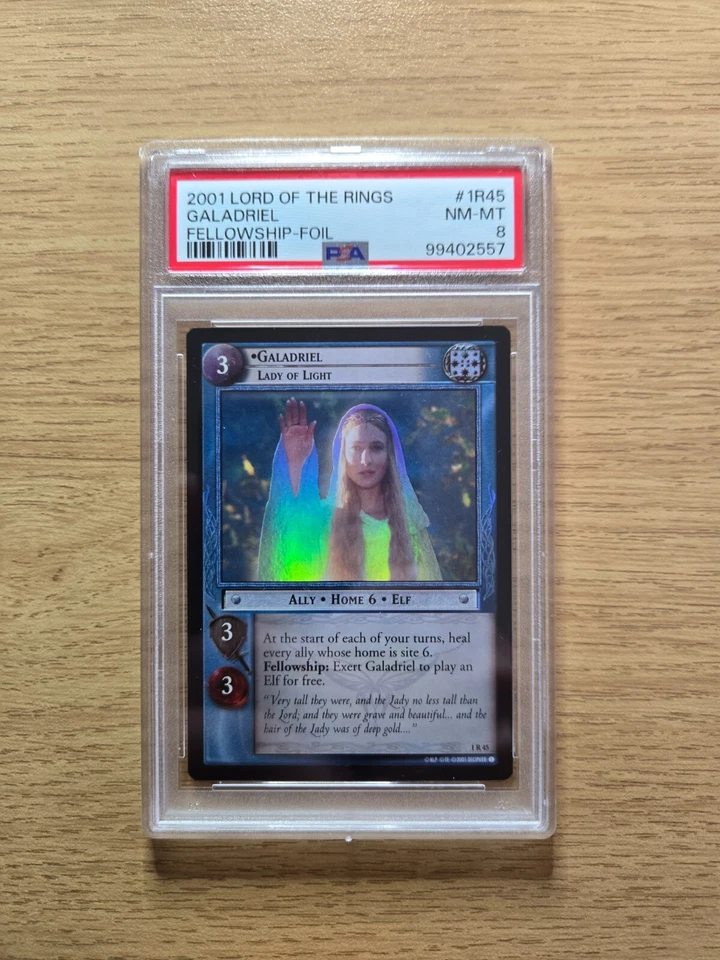 2001 LORD OF THE RINGS #1R45
GALADRIEL NM-MT
FELLOWSHIP-FOIL 8
PSA 99402557
3 •GALADRIEL
LADY OF LIGHT
ALLY • HOME 6 • ELF
3
3
At the start of each of your turns, heal
every ally whose home is site 6.
Fellowship: Exert Galadriel to play an
Elf for free.
"Very tall they were, and the Lady no less tall than
the Lord; and they were grave and beautiful... and the
hair of the Lady was of deep gold...."
1 R 45